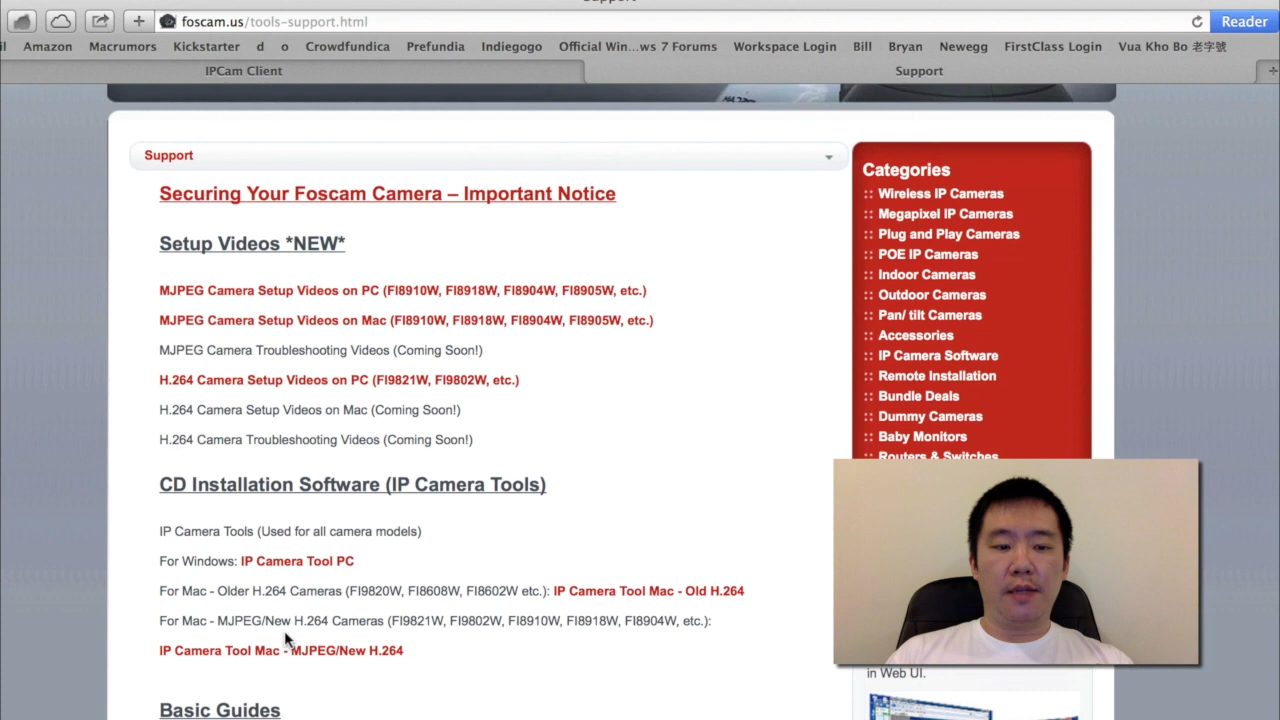 Support
foscam.us/tools-support.html
Reader
Amazon Macrumors Kickstarter d o Crowdfundica Prefundia Indiegogo Official Win...ws 7 Forums Workspace Login Bill Bryan Newegg FirstClass Login Vua Kho Bo 老字號
IPCam Client Support
Support
Securing Your Foscam Camera – Important Notice
Setup Videos *NEW*
MJPEG Camera Setup Videos on PC (FI8910W, FI8918W, FI8904W, FI8905W, etc.)
MJPEG Camera Setup Videos on Mac (FI8910W, FI8918W, FI8904W, FI8905W, etc.)
MJPEG Camera Troubleshooting Videos (Coming Soon!)
H.264 Camera Setup Videos on PC (FI9821W, FI9802W, etc.)
H.264 Camera Setup Videos on Mac (Coming Soon!)
H.264 Camera Troubleshooting Videos (Coming Soon!)
CD Installation Software (IP Camera Tools)
IP Camera Tools (Used for all camera models)
For Windows: IP Camera Tool PC
For Mac - Older H.264 Cameras (FI9820W, FI8608W, FI8602W etc.): IP Camera Tool Mac - Old H.264
For Mac - MJPEG/New H.264 Cameras (FI9821W, FI9802W, FI8910W, FI8918W, FI8904W, etc.):
IP Camera Tool Mac - MJPEG/New H.264
Basic Guides
Categories
:: Wireless IP Cameras
:: Megapixel IP Cameras
:: Plug and Play Cameras
:: POE IP Cameras
:: Indoor Cameras
:: Outdoor Cameras
:: Pan/ tilt Cameras
:: Accessories
:: IP Camera Software
:: Remote Installation
:: Bundle Deals
:: Dummy Cameras
:: Baby Monitors
:: Routers & Switches
in Web UI.